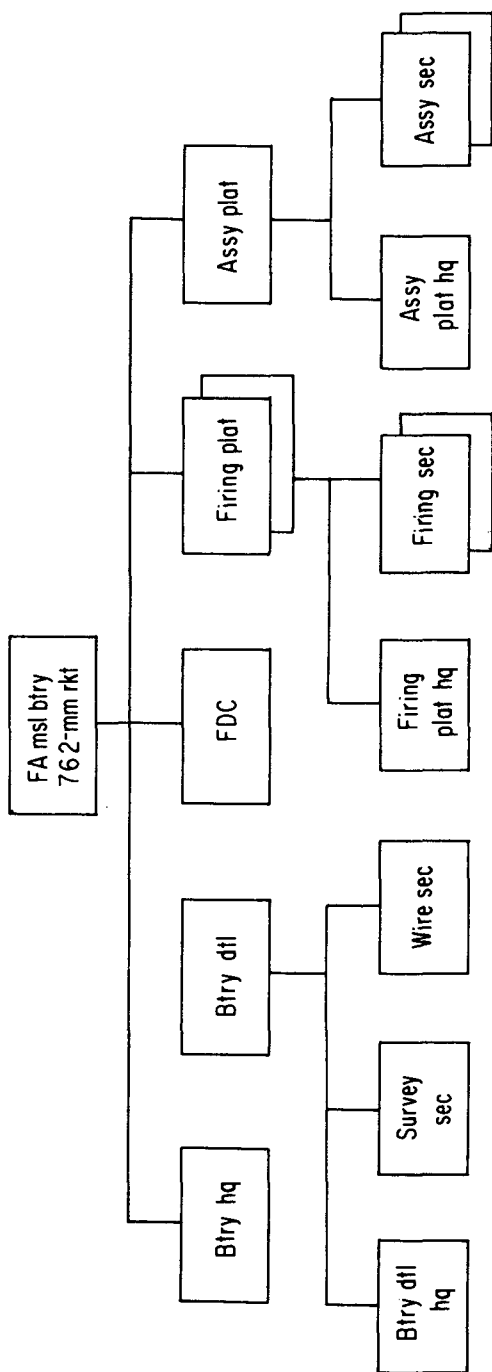 FA msl btry
762-mm rkt
Btry hq
Btry dtl
FDC
Firing plat
Assy plat
Btry dtl
hq
Survey
sec
Wire sec
Firing
plat hq
Firing sec
Assy
plat hq
Assy sec